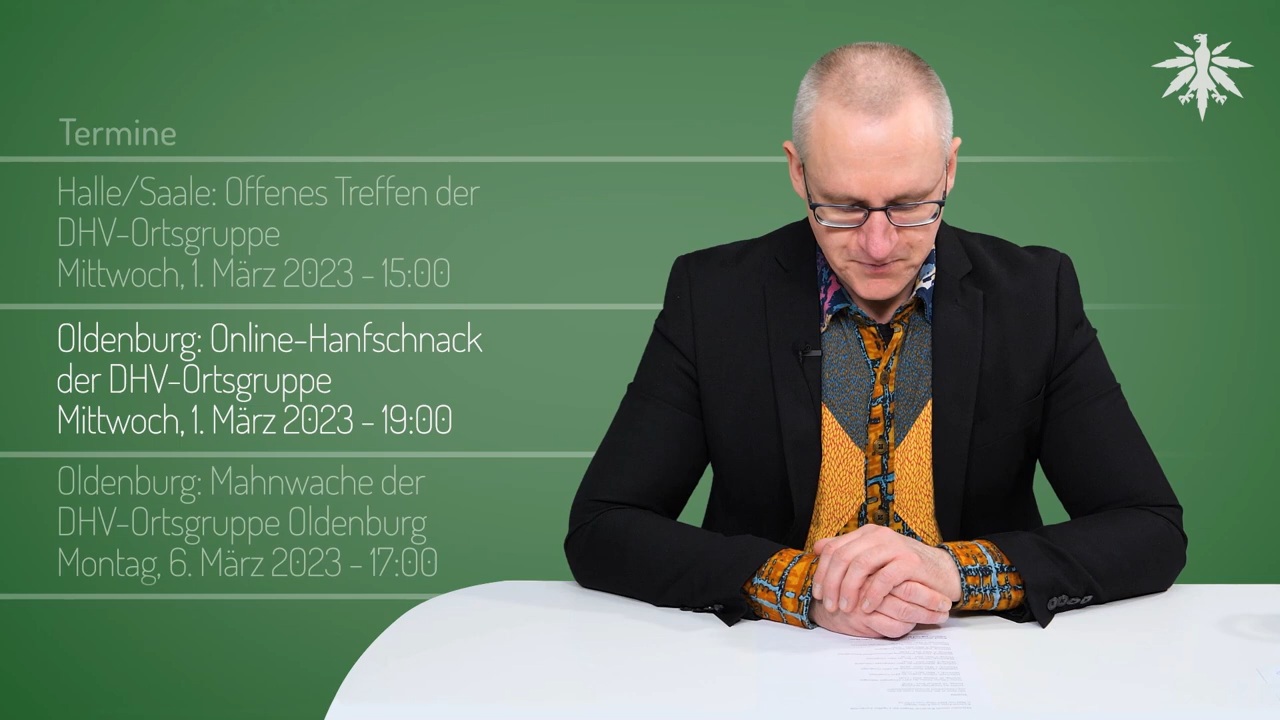 Termine
Halle/Saale: Offenes Treffen der
DHV-Ortsgruppe
Mittwoch, 1. März 2023 - 15:00
Oldenburg: Online-Hanfschnack
der DHV-Ortsgruppe
Mittwoch, 1. März 2023 - 19:00
Oldenburg: Mahnwache der
DHV-Ortsgruppe Oldenburg
Montag, 6. März 2023 - 17:00